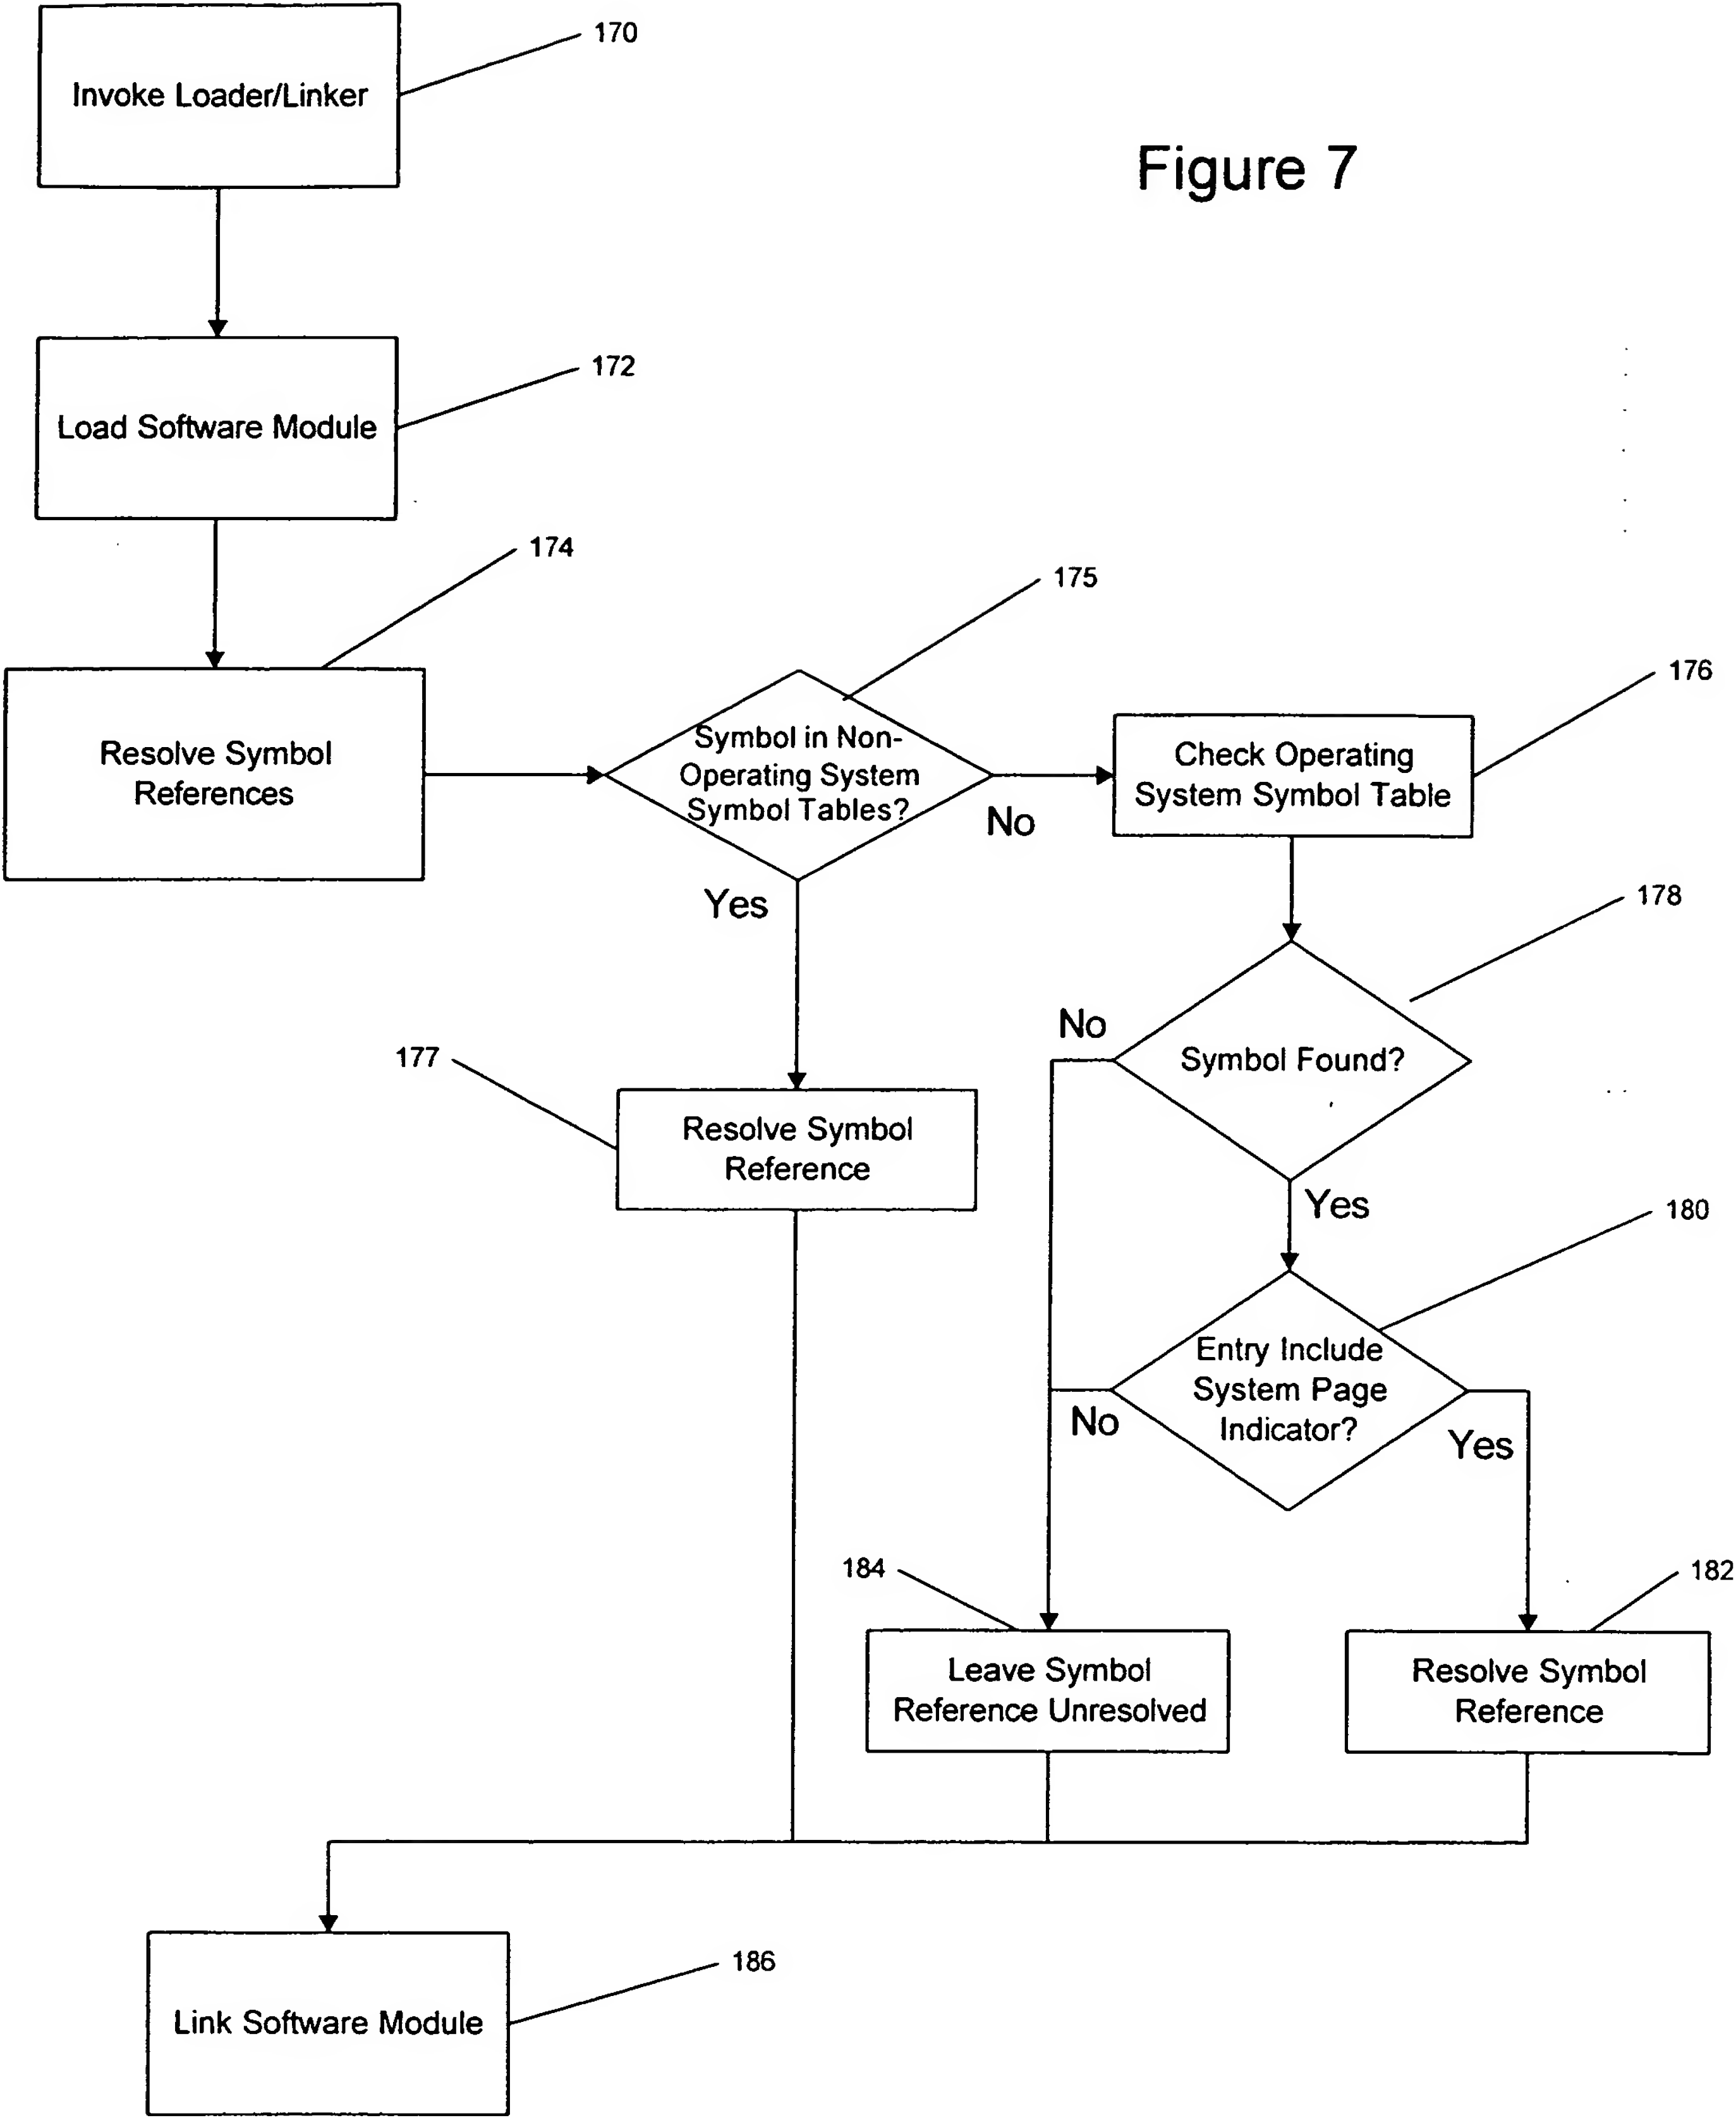 170
Invoke Loader/Linker
Figure 7
172
Load Software Module
174
175
176
Resolve Symbol
References
Symbol in Non-
Operating System
Symbol Tables?
Check Operating
System Symbol Table
No
Yes
178
No
Symbol Found?
177
Resolve Symbol
Reference
Yes
180
Entry Include
System Page
Indicator?
No
Yes
184
182
Leave Symbol
Reference Unresolved
Resolve Symbol
Reference
186
Link Software Module